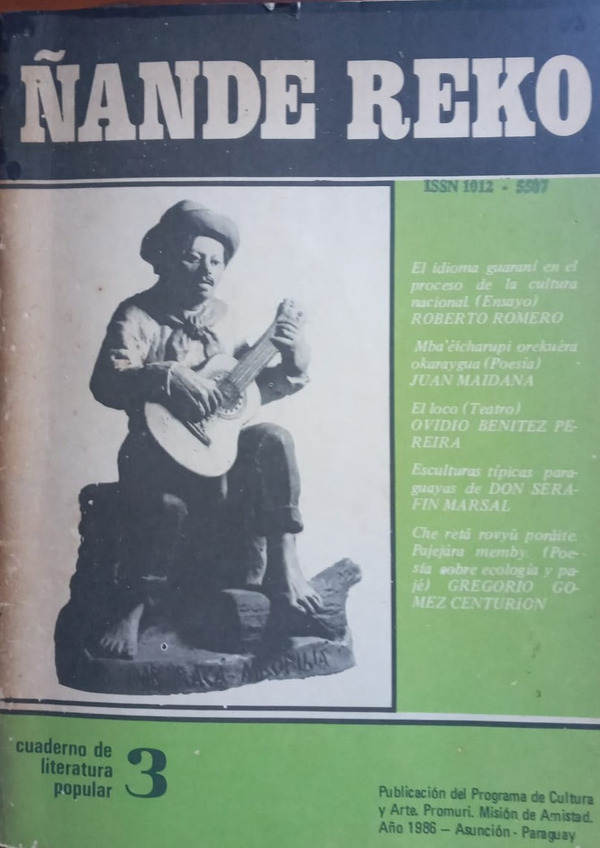 ÑANDE REKO
ISSN 1012 - 5507
El idioma guaraní en el
proceso de la cultura
nacional. (Ensayo)
ROBERTO ROMERO
Mba'éicharupi orekuéra
okaraygua (Poesía)
JUAN MAIDANA
El loco (Teatro)
OVIDIO BENITEZ PE-
REIRA
Esculturas típicas para-
guayas de DON SERA-
FIN MARSAL
Che retã rovyũ porãite.
Pajejára memby. (Poe-
sía sobre ecología y pa-
jé) GREGORIO GO-
MEZ CENTURION
3
cuaderno de
literatura
popular 3
Publicación del Programa de Cultura
y Arte. Promuri. Misión de Amistad.
Año 1986 — Asunción - Paraguay